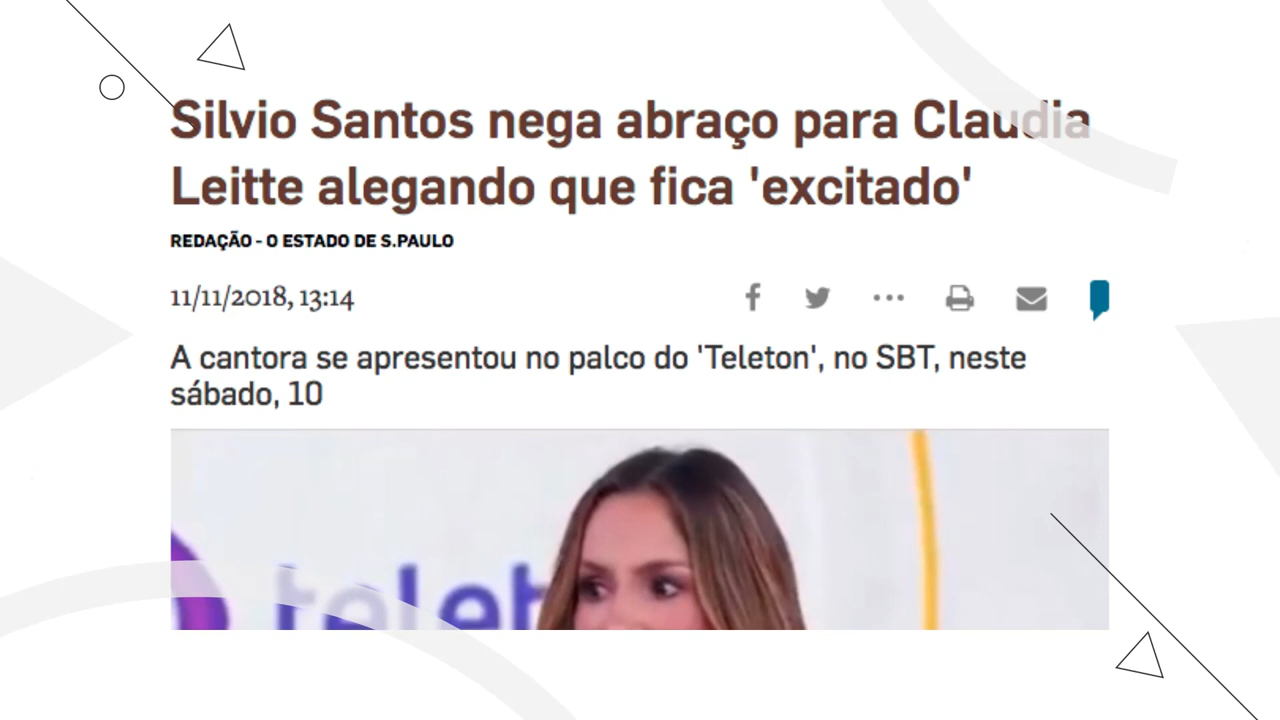 Silvio Santos nega abraço para Claudia
Leitte alegando que fica 'excitado'
REDAÇÃO - O ESTADO DE S.PAULO
11/11/2018, 13:14
A cantora se apresentou no palco do 'Teleton', no SBT, neste
sábado, 10
telet